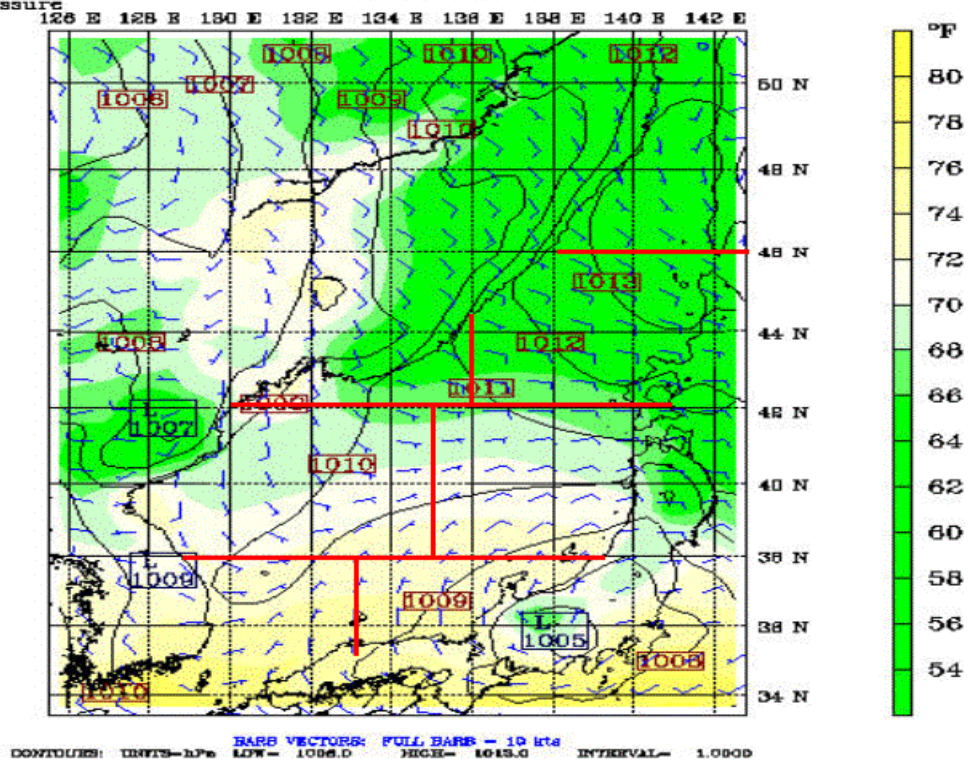 ssure
126 E 128 E 130 E 132 E 134 E 136 E 138 E 140 E 142 E
°F
1008 1010 1012
1007
50 N
80
1006 1009
1010
78
48 N
76
74
46 N
1013
72
70
44 N
1008 1012
68
1011
66
42 N
L
1007
64
1010
62
40 N
60
38 N
L
1009
58
1009
36 N
L
1005
56
1008
54
1010
34 N
BARB VECTORS: FULL BARB = 10 kts
CONTOURS: UNITS=hPa LOW= 1006.0 HIGH= 1013.0 INTERVAL= 1.0000